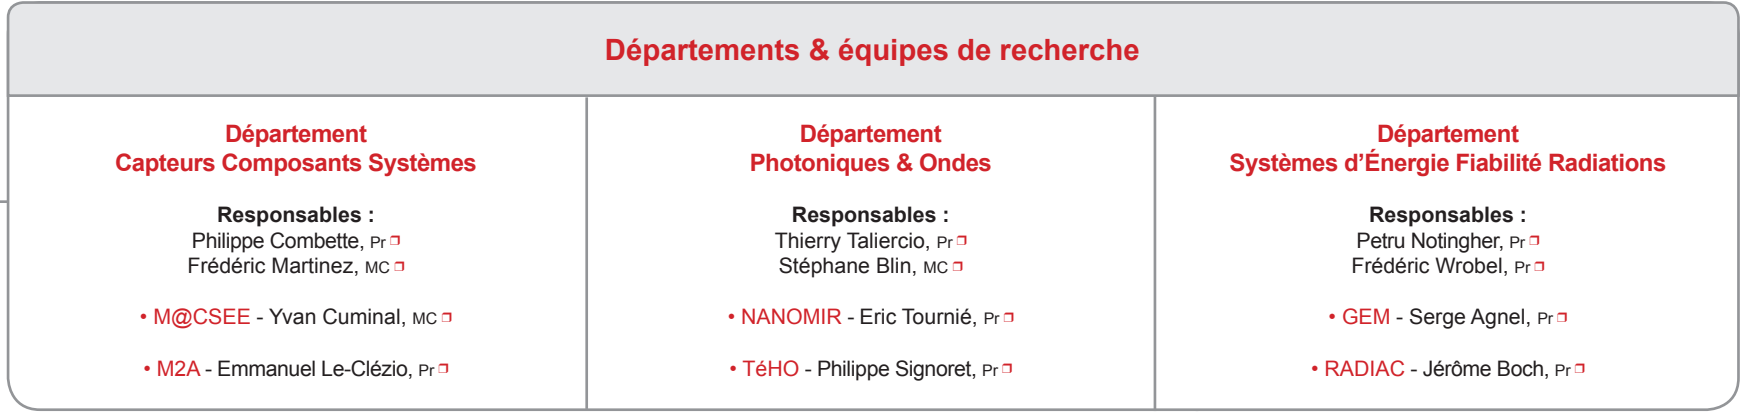 Départements & équipes de recherche
Département
Capteurs Composants Systèmes
Responsables :
Philippe Combette, Pr ❒
Frédéric Martinez, MC ❒
• M@CSEE - Yvan Cuminal, MC ❒
• M2A - Emmanuel Le-Clézio, Pr ❒
Département
Photoniques & Ondes
Responsables :
Thierry Taliercio, Pr ❒
Stéphane Blin, MC ❒
• NANOMIR - Eric Tournié, Pr ❒
• TéHO - Philippe Signoret, Pr ❒
Département
Systèmes d’Énergie Fiabilité Radiations
Responsables :
Petru Notingher, Pr ❒
Frédéric Wrobel, Pr ❒
• GEM - Serge Agnel, Pr ❒
• RADIAC - Jérôme Boch, Pr ❒